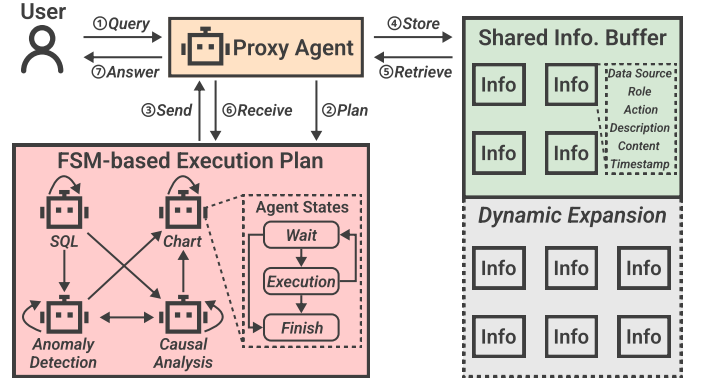 User
①Query
⑦Answer
Proxy Agent
④Store
⑤Retrieve
③Send
⑥Receive
②Plan
Shared Info. Buffer
Info
Info
Info
Info
Data Source
Role
Action
Description
Content
Timestamp
Dynamic Expansion
Info
Info
Info
Info
Info
Info
FSM-based Execution Plan
SQL
Chart
Anomaly
Detection
Causal
Analysis
Agent States
Wait
Execution
Finish